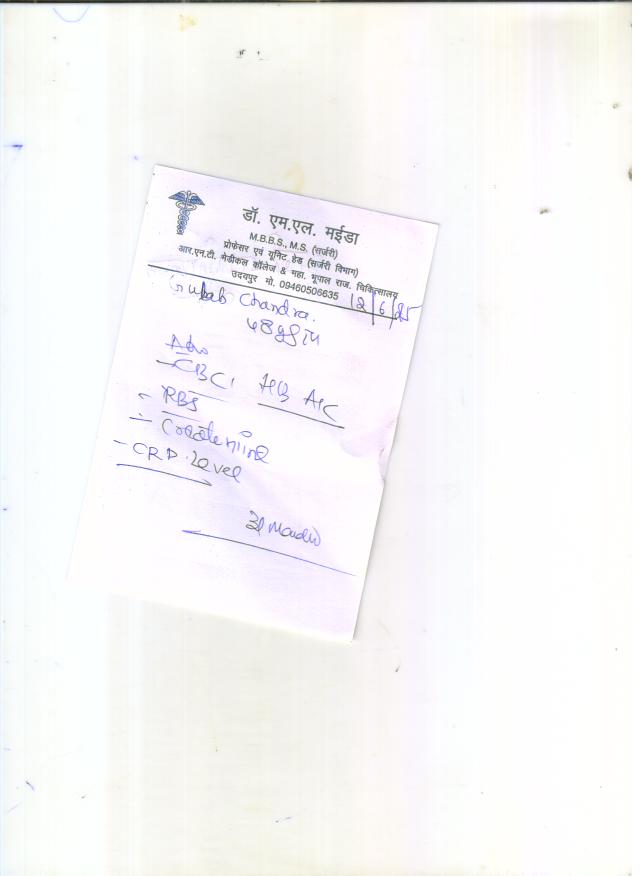 डॉ. एम.एल. मईडा
M.B.B.S., M.S. (सर्जरी)
प्रोफेसर एवं यूनिट हेड (सर्जरी विभाग)
आर.एन.टी. मेडीकल कॉलेज & महा. भूपाल राज. चिकित्सालय
उदयपुर मो. 09460506635 12/6/25
Gulab Chandra.
Adv
- CBC, HB A1C
- RBS
- Createnine
- CRP. Level